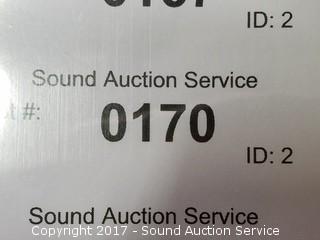 ID: 2
Sound Auction Service
#:
0170
ID: 2
Sound Auction Service
Copyright 2017 - Sound Auction Service